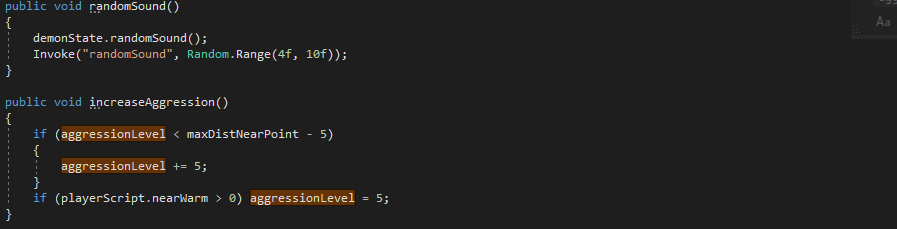 public void randomSound()
{
demonState.randomSound();
Invoke("randomSound", Random.Range(4f, 10f));
}
public void increaseAggression()
{
if (aggressionLevel < maxDistNearPoint - 5)
{
aggressionLevel += 5;
}
if (playerScript.nearWarm > 0) aggressionLevel = 5;
}
Aa